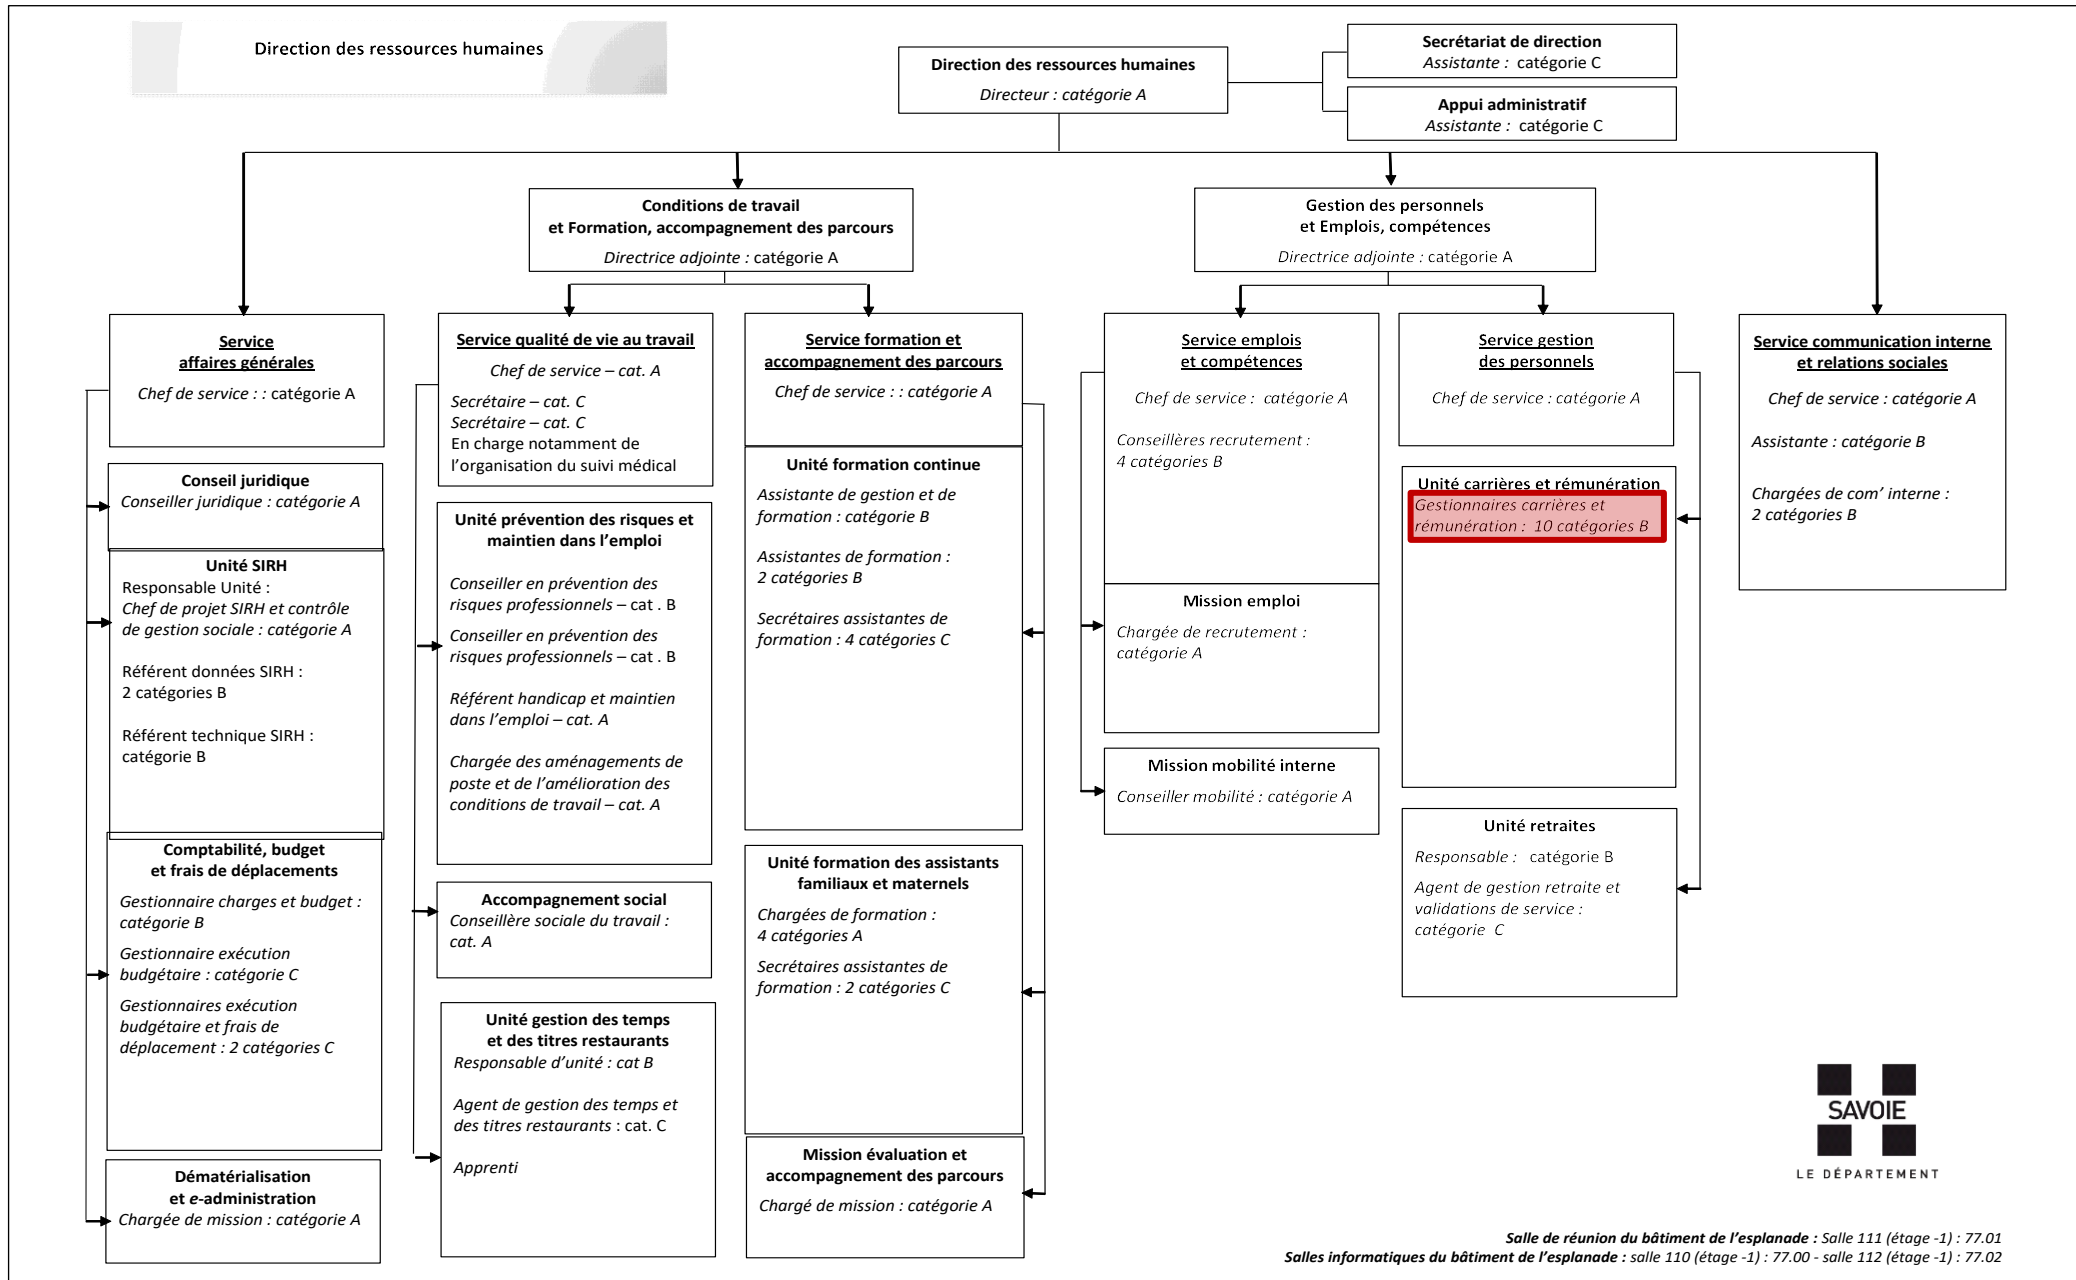 Direction des ressources humaines
Direction des ressources humaines
Directeur : catégorie A
Secrétariat de direction
Assistante : catégorie C
Appui administratif
Assistante : catégorie C
Conditions de travail
et Formation, accompagnement des parcours
Directrice adjointe : catégorie A
Gestion des personnels
et Emplois, compétences
Directrice adjointe : catégorie A
Service
affaires générales
Chef de service : : catégorie A
Conseil juridique
Conseiller juridique : catégorie A
Unité SIRH
Responsable Unité :
Chef de projet SIRH et contrôle
de gestion sociale : catégorie A
Référent données SIRH :
2 catégories B
Référent technique SIRH :
catégorie B
Comptabilité, budget
et frais de déplacements
Gestionnaire charges et budget :
catégorie B
Gestionnaire exécution
budgétaire : catégorie C
Gestionnaires exécution
budgétaire et frais de
déplacement : 2 catégories C
Dématérialisation
et e-administration
Chargée de mission : catégorie A
Service qualité de vie au travail
Chef de service – cat. A
Secrétaire – cat. C
Secrétaire – cat. C
En charge notamment de
l’organisation du suivi médical
Unité prévention des risques et
maintien dans l’emploi
Conseiller en prévention des
risques professionnels – cat . B
Conseiller en prévention des
risques professionnels – cat . B
Référent handicap et maintien
dans l’emploi – cat. A
Chargée des aménagements de
poste et de l’amélioration des
conditions de travail – cat. A
Accompagnement social
Conseillère sociale du travail :
cat. A
Unité gestion des temps
et des titres restaurants
Responsable d’unité : cat B
Agent de gestion des temps et
des titres restaurants : cat. C
Apprenti
Service formation et
accompagnement des parcours
Chef de service : : catégorie A
Unité formation continue
Assistante de gestion et de
formation : catégorie B
Assistantes de formation :
2 catégories B
Secrétaires assistantes de
formation : 4 catégories C
Unité formation des assistants
familiaux et maternels
Chargées de formation :
4 catégories A
Secrétaires assistantes de
formation : 2 catégories C
Mission évaluation et
accompagnement des parcours
Chargé de mission : catégorie A
Service emplois
et compétences
Chef de service : catégorie A
Conseillères recrutement :
4 catégories B
Mission emploi
Chargée de recrutement :
catégorie A
Mission mobilité interne
Conseiller mobilité : catégorie A
Service gestion
des personnels
Chef de service : catégorie A
Unité carrières et rémunération
Gestionnaires carrières et
rémunération : 10 catégories B
Unité retraites
Responsable : catégorie B
Agent de gestion retraite et
validations de service :
catégorie C
Service communication interne
et relations sociales
Chef de service : catégorie A
Assistante : catégorie B
Chargées de com’ interne :
2 catégories B
SAVOIE
LE DÉPARTEMENT
Salle de réunion du bâtiment de l’esplanade : Salle 111 (étage -1) : 77.01
Salles informatiques du bâtiment de l’esplanade : salle 110 (étage -1) : 77.00 - salle 112 (étage -1) : 77.02